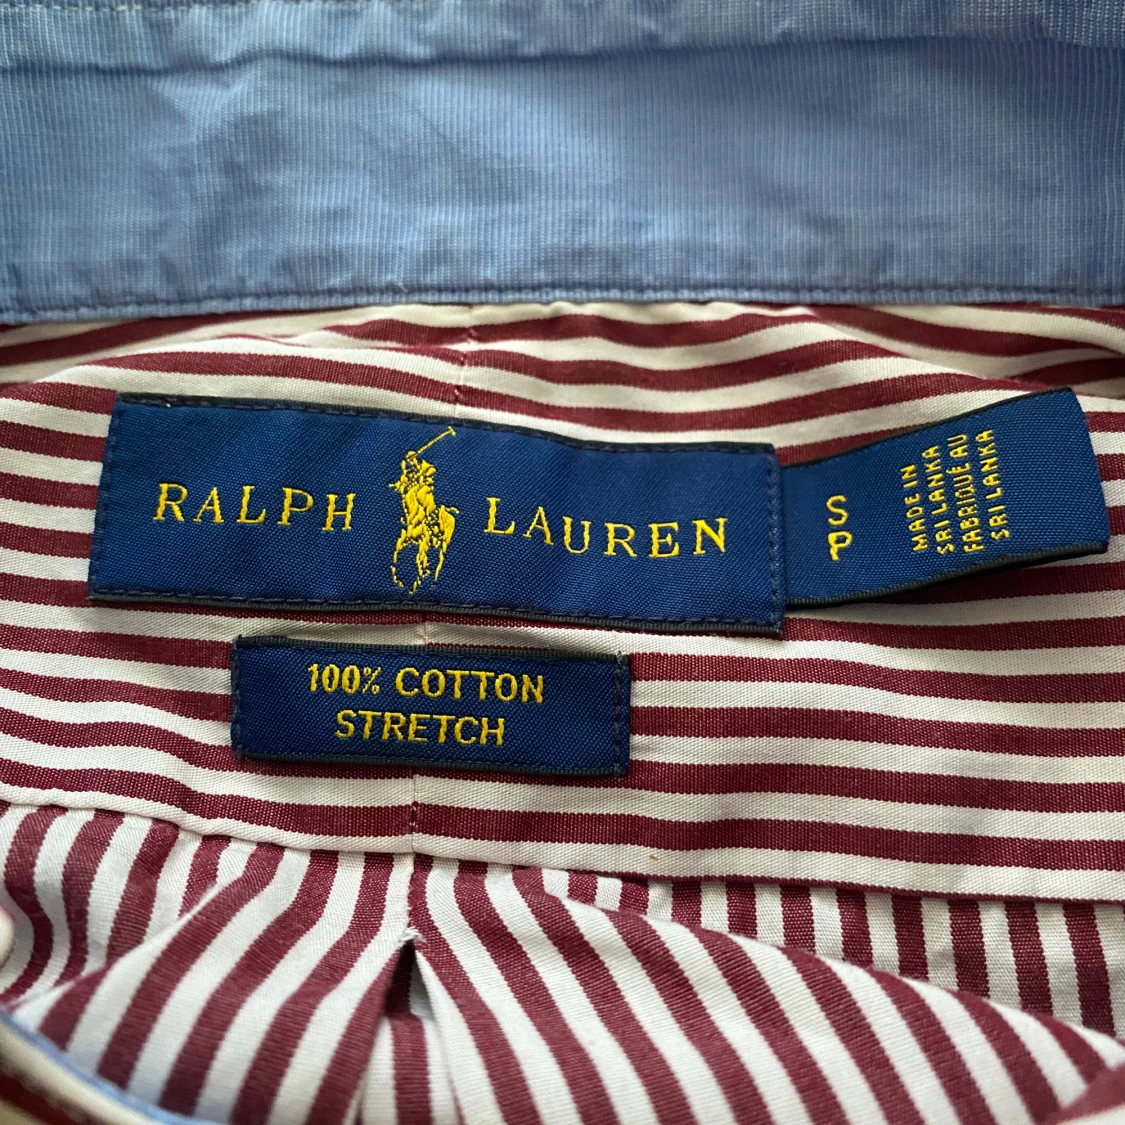 RALPH LAUREN
S
P
MADE IN
SRI LANKA
FABRIQUÉ AU
SRI LANKA
100% COTTON
STRETCH